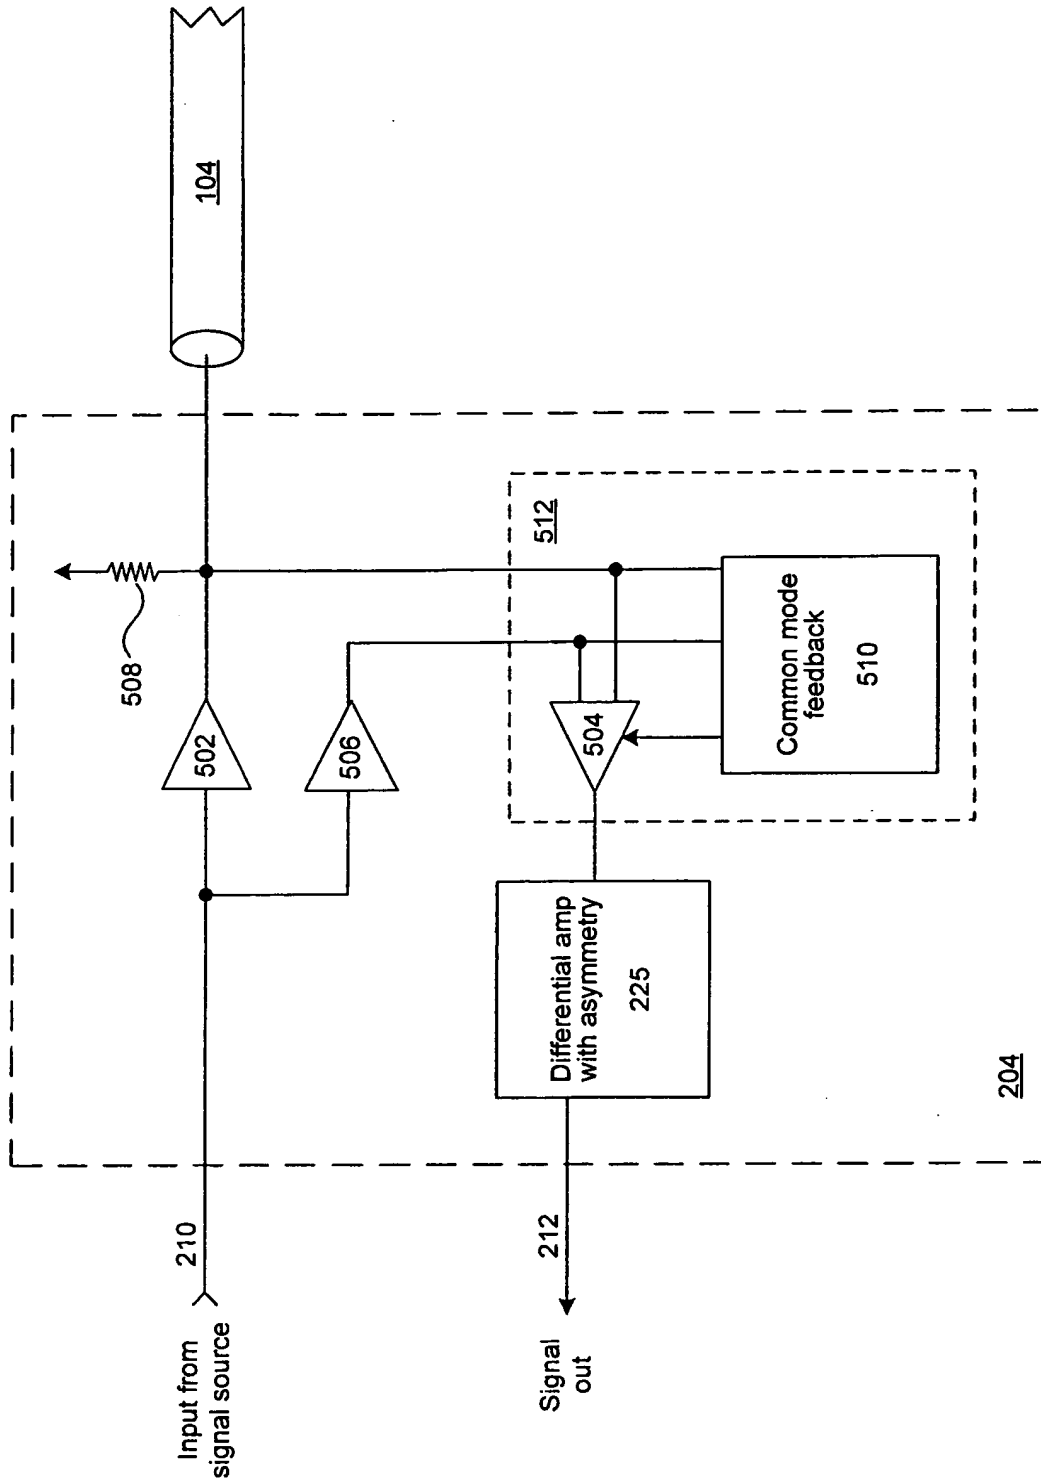 104
508
502
506
512
504
Common mode
feedback
510
Differential amp
with asymmetry
225
204
210
Input from
signal source
212
Signal
out